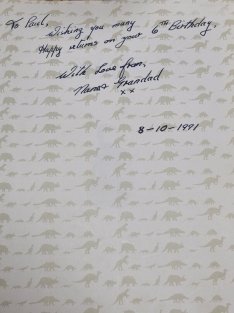 To Paul,
Wishing you many
Happy returns on your 6th Birthday,
With Love from,
Nana & Grandad
x x
8-10-1991